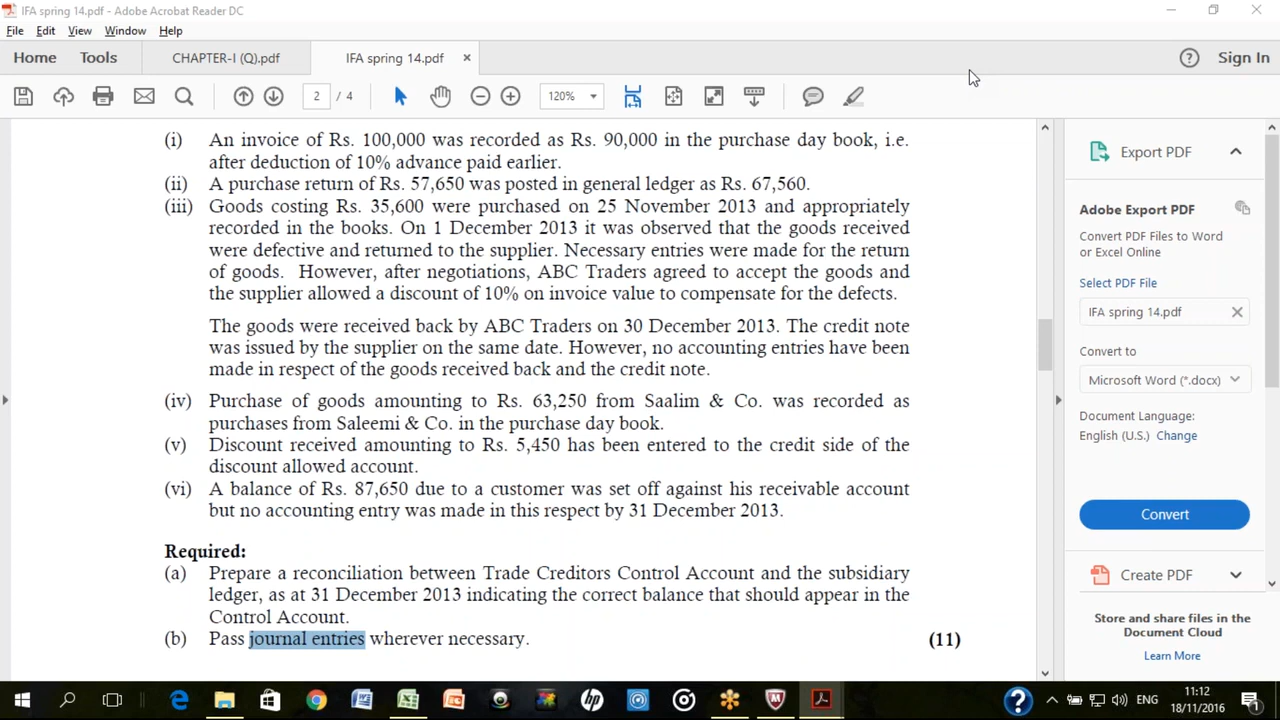 IFA spring 14.pdf - Adobe Acrobat Reader DC
File Edit View Window Help
Home Tools CHAPTER-I (Q).pdf IFA spring 14.pdf × Sign In
2 / 4 120%
(i) An invoice of Rs. 100,000 was recorded as Rs. 90,000 in the purchase day book, i.e.
after deduction of 10% advance paid earlier.
(ii) A purchase return of Rs. 57,650 was posted in general ledger as Rs. 67,560.
(iii) Goods costing Rs. 35,600 were purchased on 25 November 2013 and appropriately
recorded in the books. On 1 December 2013 it was observed that the goods received
were defective and returned to the supplier. Necessary entries were made for the return
of goods. However, after negotiations, ABC Traders agreed to accept the goods and
the supplier allowed a discount of 10% on invoice value to compensate for the defects.
The goods were received back by ABC Traders on 30 December 2013. The credit note
was issued by the supplier on the same date. However, no accounting entries have been
made in respect of the goods received back and the credit note.
(iv) Purchase of goods amounting to Rs. 63,250 from Saalim & Co. was recorded as
purchases from Saleemi & Co. in the purchase day book.
(v) Discount received amounting to Rs. 5,450 has been entered to the credit side of the
discount allowed account.
(vi) A balance of Rs. 87,650 due to a customer was set off against his receivable account
but no accounting entry was made in this respect by 31 December 2013.
Required:
(a) Prepare a reconciliation between Trade Creditors Control Account and the subsidiary
ledger, as at 31 December 2013 indicating the correct balance that should appear in the
Control Account.
(b) Pass journal entries wherever necessary. (11)
Export PDF
Adobe Export PDF
Convert PDF Files to Word
or Excel Online
Select PDF File
IFA spring 14.pdf
Convert to
Microsoft Word (*.docx)
Document Language:
English (U.S.) Change
Convert
Create PDF
Store and share files in the
Document Cloud
Learn More
ENG
11:12
18/11/2016